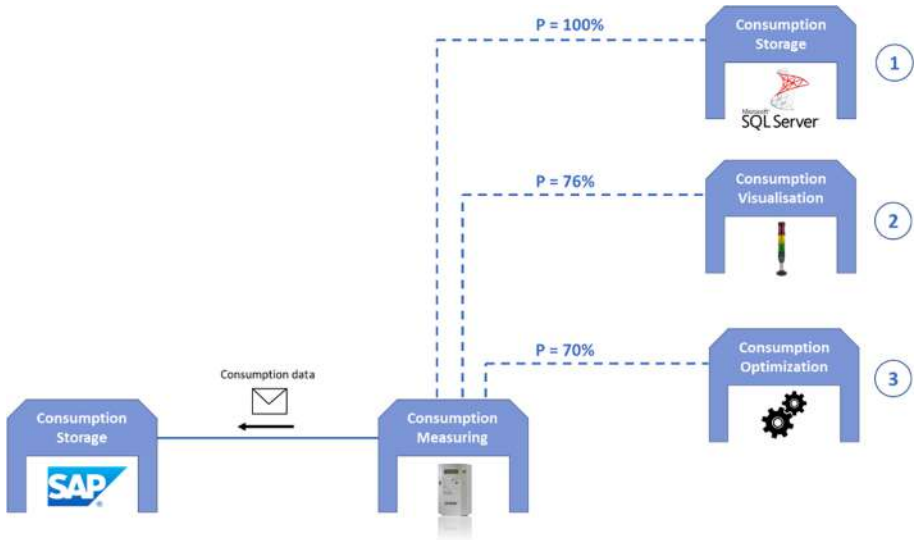 P = 100%
Consumption
Storage
1
Microsoft
SQL Server
P = 76%
Consumption
Visualisation
2
P = 70%
Consumption
Optimization
3
Consumption data
Consumption
Storage
SAP
®
Consumption
Measuring